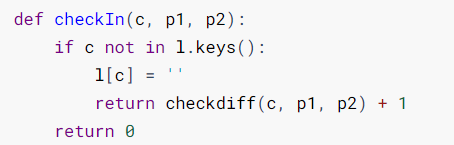 def checkIn(c, p1, p2):
    if c not in l.keys():
        l[c] = ''
        return checkdiff(c, p1, p2) + 1
    return 0